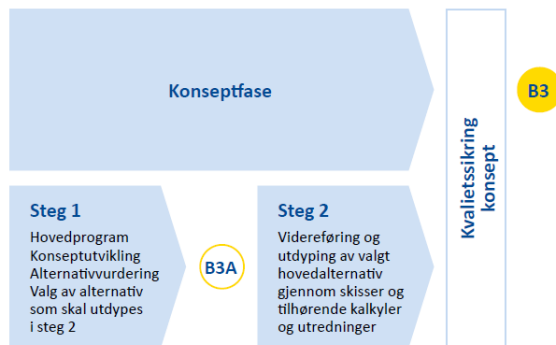 Konseptfase
B3
Kvalietssikring
konsept
Steg 1
Hovedprogram
Konseptutvikling
Alternativvurdering
Valg av alternativ
som skal utdypes
i steg 2
B3A
Steg 2
Videreføring og
utdyping av valgt
hovedalternativ
gjennom skisser og
tilhørende kalkyler
og utredninger